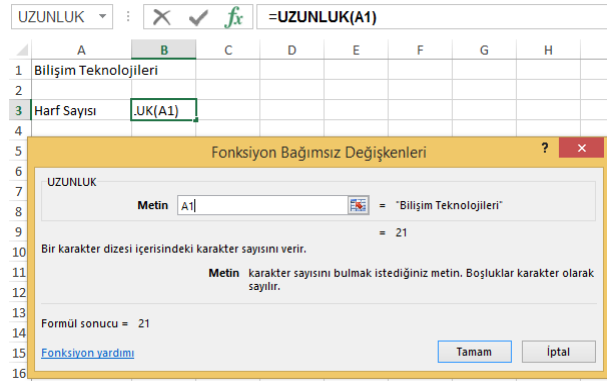 UZUNLUK fx =UZUNLUK(A1)
A B C D E F G H
1 Bilişim Teknolojileri
2
3 Harf Sayısı .UK(A1)
4
5 Fonksiyon Bağımsız Değişkenleri ? ×
6
7 UZUNLUK
8 Metin A1 = "Bilişim Teknolojileri"
9 = 21
10 Bir karakter dizesi içerisindeki karakter sayısını verir.
11 Metin karakter sayısını bulmak istediğiniz metin. Boşluklar karakter olarak
12 sayılır.
13
14 Formül sonucu = 21
15 Fonksiyon yardımı Tamam İptal
16